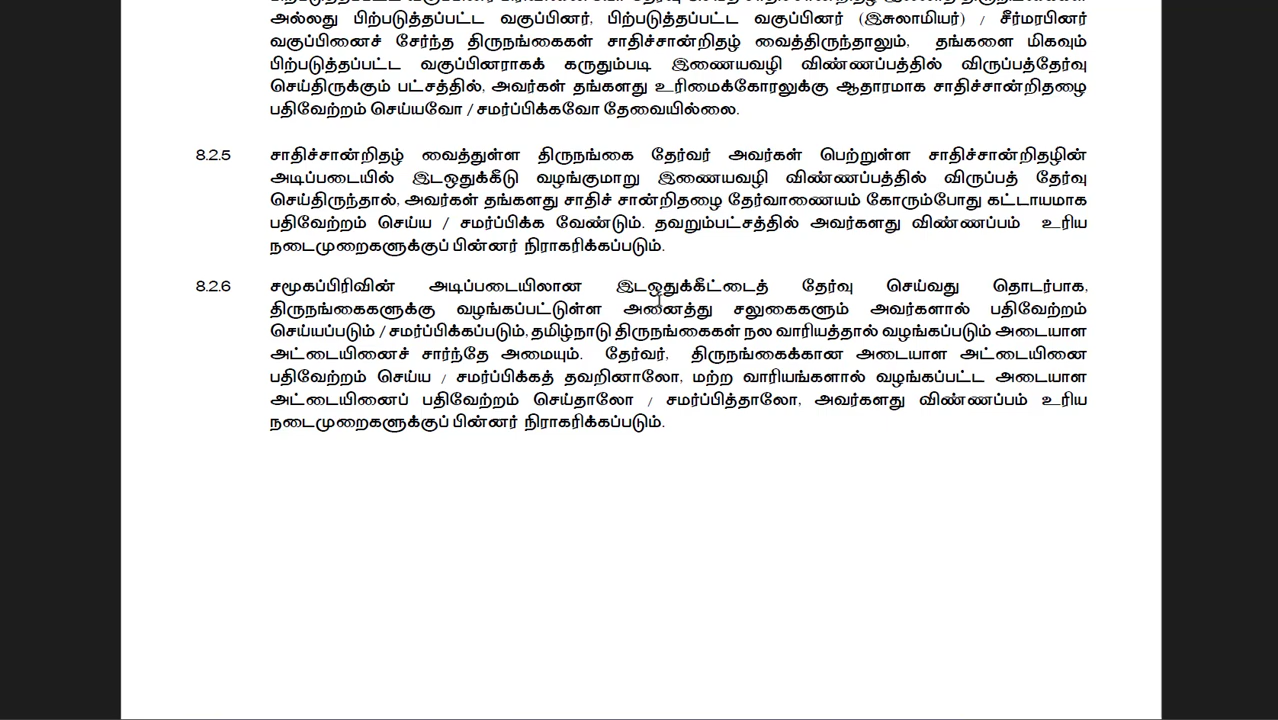 அல்லது பிற்படுத்தப்பட்ட வகுப்பினர், பிற்படுத்தப்பட்ட வகுப்பினர் (இசுலாமியர்) / சீர்மரபினர்
வகுப்பினைச் சேர்ந்த திருநங்கைகள் சாதிச்சான்றிதழ் வைத்திருந்தாலும், தங்களை மிகவும்
பிற்படுத்தப்பட்ட வகுப்பினராகக் கருதும்படி இணையவழி விண்ணப்பத்தில் விருப்பத்தேர்வு
செய்திருக்கும் பட்சத்தில், அவர்கள் தங்களது உரிமைக்கோரலுக்கு ஆதாரமாக சாதிச்சான்றிதழை
பதிவேற்றம் செய்யவோ / சமர்ப்பிக்கவோ தேவையில்லை.
8.2.5 சாதிச்சான்றிதழ் வைத்துள்ள திருநங்கை தேர்வர் அவர்கள் பெற்றுள்ள சாதிச்சான்றிதழின்
அடிப்படையில் இடஒதுக்கீடு வழங்குமாறு இணையவழி விண்ணப்பத்தில் விருப்பத் தேர்வு
செய்திருந்தால், அவர்கள் தங்களது சாதிச் சான்றிதழை தேர்வாணையம் கோரும்போது கட்டாயமாக
பதிவேற்றம் செய்ய / சமர்ப்பிக்க வேண்டும். தவறும்பட்சத்தில் அவர்களது விண்ணப்பம் உரிய
நடைமுறைகளுக்குப் பின்னர் நிராகரிக்கப்படும்.
8.2.6 சமூகப்பிரிவின் அடிப்படையிலான இடஒதுக்கீட்டைத் தேர்வு செய்வது தொடர்பாக,
திருநங்கைகளுக்கு வழங்கப்பட்டுள்ள அனைத்து சலுகைகளும் அவர்களால் பதிவேற்றம்
செய்யப்படும் / சமர்ப்பிக்கப்படும், தமிழ்நாடு திருநங்கைகள் நல வாரியத்தால் வழங்கப்படும் அடையாள
அட்டையினைச் சார்ந்தே அமையும். தேர்வர், திருநங்கைக்கான அடையாள அட்டையினை
பதிவேற்றம் செய்ய / சமர்ப்பிக்கத் தவறினாலோ, மற்ற வாரியங்களால் வழங்கப்பட்ட அடையாள
அட்டையினைப் பதிவேற்றம் செய்தாலோ / சமர்ப்பித்தாலோ, அவர்களது விண்ணப்பம் உரிய
நடைமுறைகளுக்குப் பின்னர் நிராகரிக்கப்படும்.